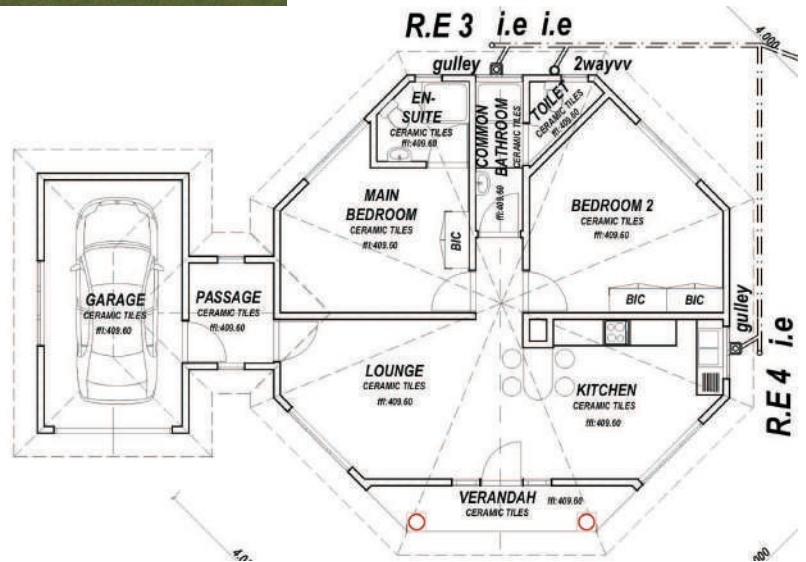 R.E 3 i.e i.e
4.000
gulley
2wayvv
EN-
SUITE
CERAMIC TILES
ffl:409.60
COMMON
BATHROOM
CERAMIC TILES
ffl:409.60
TOILET
CERAMIC TILES
ffl:409.60
MAIN
BEDROOM
CERAMIC TILES
ffl:409.60
BIC
BEDROOM 2
CERAMIC TILES
ffl:409.60
BIC
BIC
GARAGE
CERAMIC TILES
ffl:409.60
PASSAGE
CERAMIC TILES
ffl:409.60
gulley
R.E 4 i.e
LOUNGE
CERAMIC TILES
ffl:409.60
KITCHEN
CERAMIC TILES
ffl:409.60
VERANDAH ffl:409.60
CERAMIC TILES